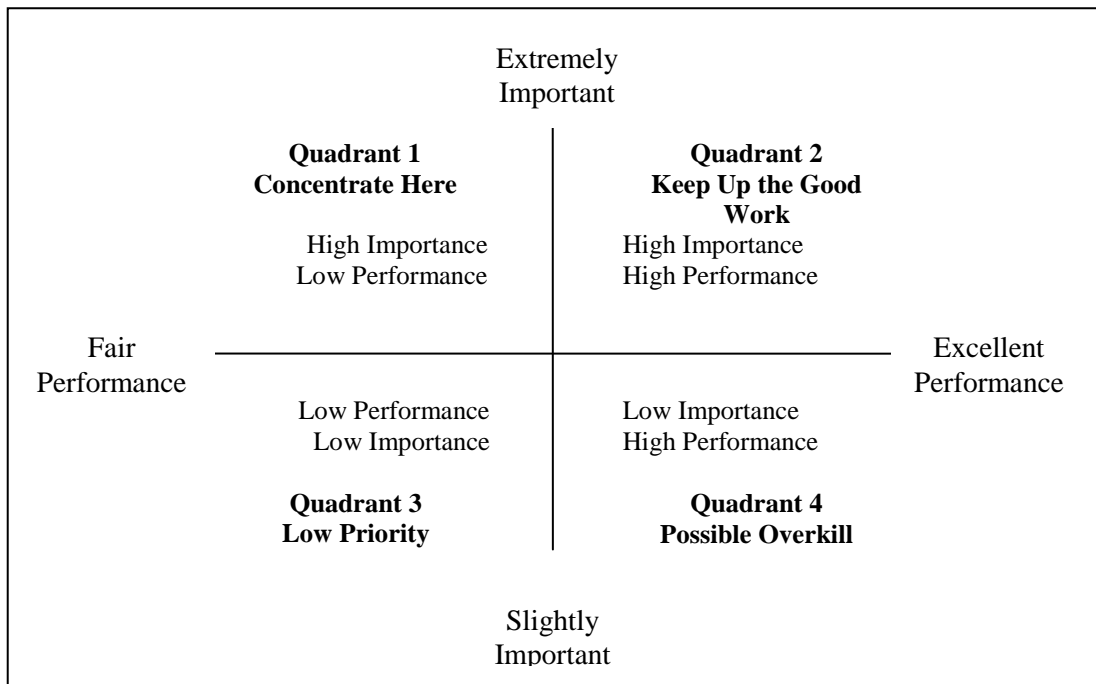 Extremely
Important
Quadrant 1
Concentrate Here
High Importance
Low Performance
Quadrant 2
Keep Up the Good
Work
High Importance
High Performance
Fair
Performance
Excellent
Performance
Low Performance
Low Importance
Quadrant 3
Low Priority
Low Importance
High Performance
Quadrant 4
Possible Overkill
Slightly
Important